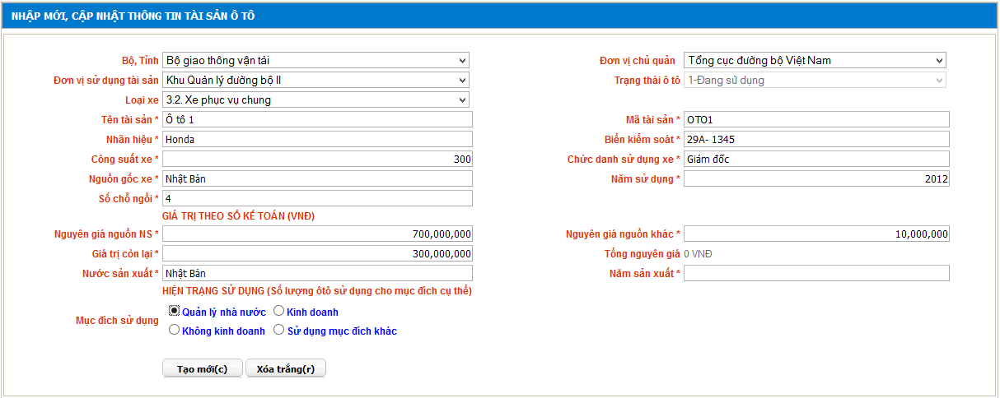 NHẬP MỚI, CẬP NHẬT THÔNG TIN TÀI SẢN Ô TÔ
Bộ, Tỉnh Bộ giao thông vận tải Đơn vị chủ quản Tổng cục đường bộ Việt Nam
Đơn vị sử dụng tài sản Khu Quản lý đường bộ II Trạng thái ô tô 1-Đang sử dụng
Loại xe 3.2. Xe phục vụ chung
Tên tài sản * Ô tô 1 Mã tài sản * OTO1
Nhãn hiệu * Honda Biển kiểm soát * 29A- 1345
Công suất xe * 300 Chức danh sử dụng xe * Giám đốc
Nguồn gốc xe * Nhật Bản Năm sử dụng * 2012
Số chỗ ngồi * 4
GIÁ TRỊ THEO SỔ KẾ TOÁN (VNĐ)
Nguyên giá nguồn NS * 700,000,000 Nguyên giá nguồn khác * 10,000,000
Giá trị còn lại * 300,000,000 Tổng nguyên giá 0 VNĐ
Nước sản xuất * Nhật Bản Năm sản xuất *
HIỆN TRẠNG SỬ DỤNG (Số lượng ôtô sử dụng cho mục đích cụ thể)
Mục đích sử dụng Quản lý nhà nước Kinh doanh
Không kinh doanh Sử dụng mục đích khác
Tạo mới(c) Xóa trắng(r)